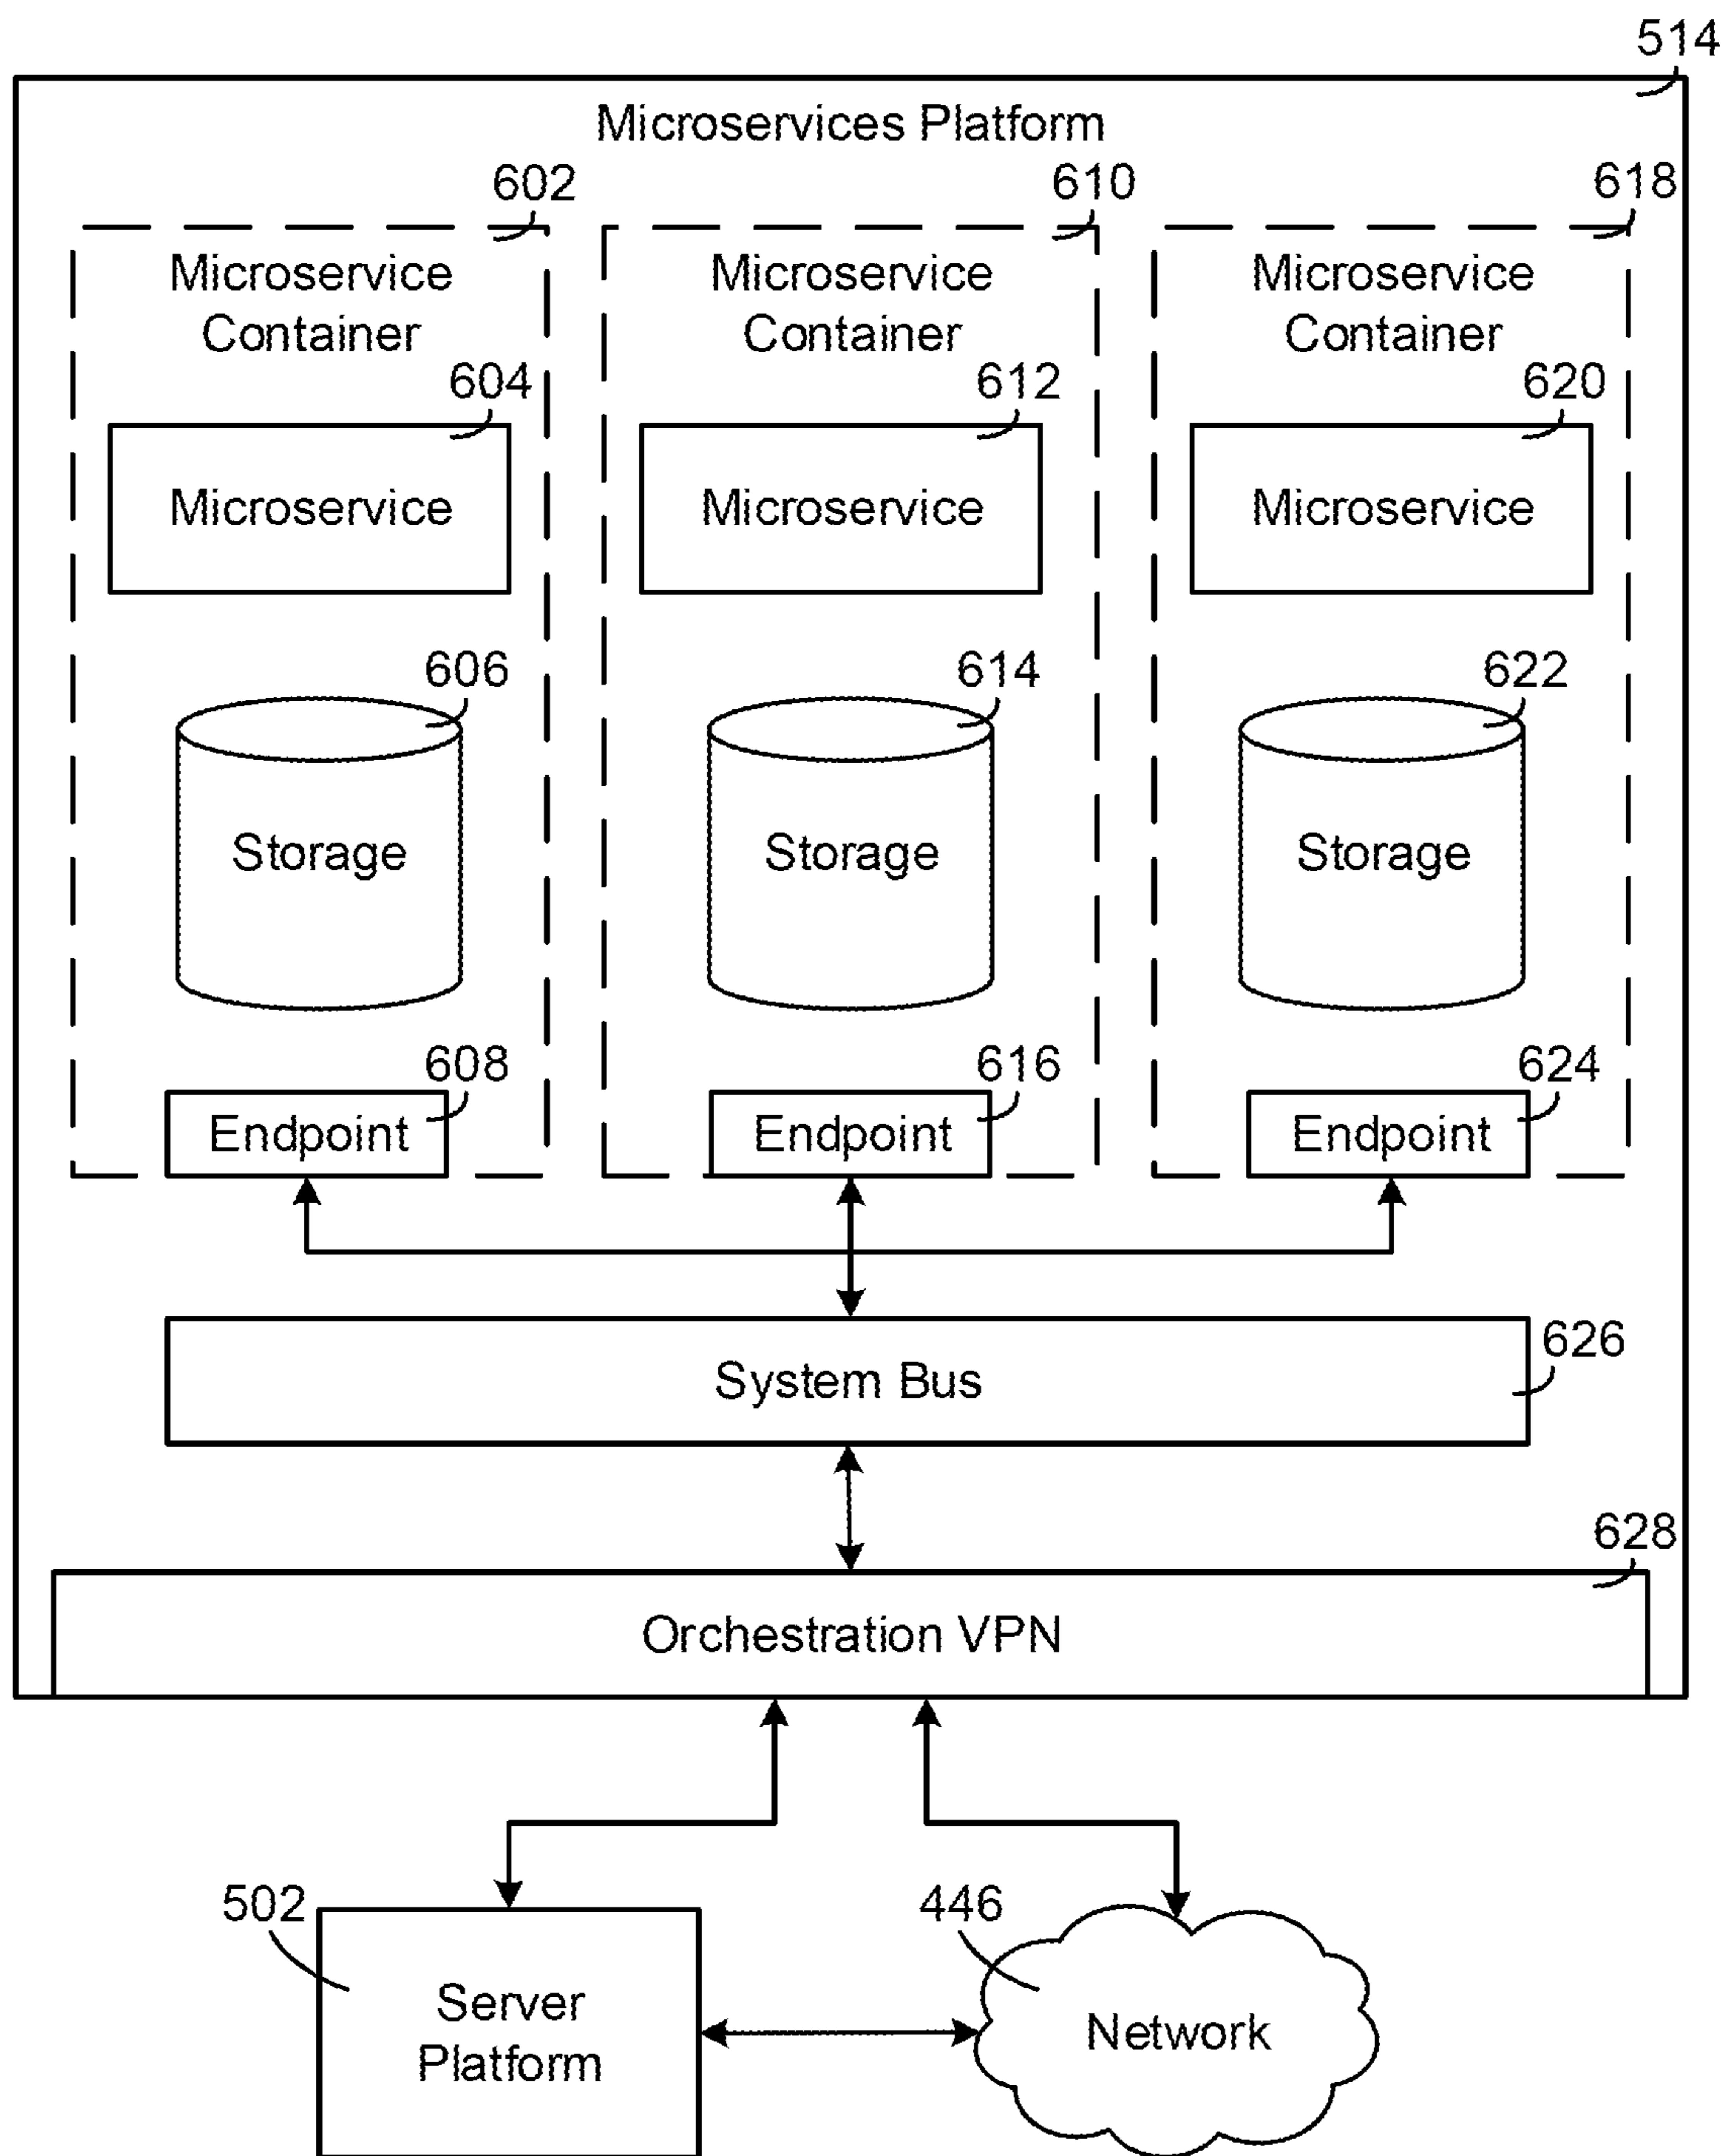 514
Microservices Platform
602
610
618
Microservice
Container
Microservice
Container
Microservice
Container
604
612
620
Microservice
Microservice
Microservice
606
614
622
Storage
Storage
Storage
608
616
624
Endpoint
Endpoint
Endpoint
System Bus
626
628
Orchestration VPN
502
446
Server
Platform
Network